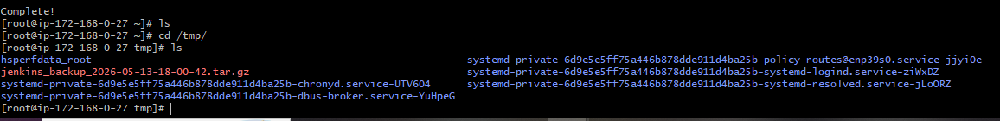 Complete!
[root@ip-172-168-0-27 ~]# ls
[root@ip-172-168-0-27 ~]# cd /tmp/
[root@ip-172-168-0-27 tmp]# ls
hsperfdata_root systemd-private-6d9e5e5ff75a446b878dde911d4ba25b-policy-routes@enp39s0.service-jjyiOe
jenkins_backup_2026-05-13-18-00-42.tar.gz systemd-private-6d9e5e5ff75a446b878dde911d4ba25b-systemd-logind.service-ziWxDZ
systemd-private-6d9e5e5ff75a446b878dde911d4ba25b-chronyd.service-UTV6O4 systemd-private-6d9e5e5ff75a446b878dde911d4ba25b-systemd-resolved.service-jLoORZ
systemd-private-6d9e5e5ff75a446b878dde911d4ba25b-dbus-broker.service-YuHpeG
[root@ip-172-168-0-27 tmp]#